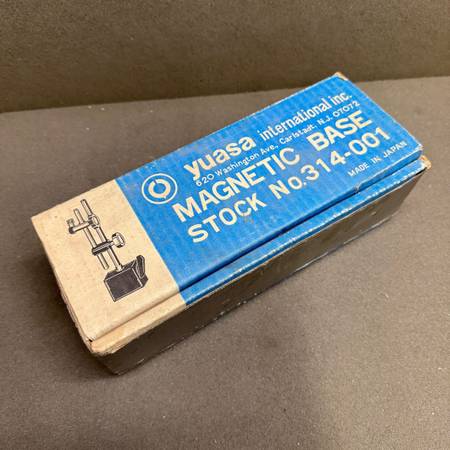 yuasa international inc.
620 Washington Ave., Carlstadt, N.J. 07072
MAGNETIC BASE
STOCK No. 314-001
MADE IN JAPAN